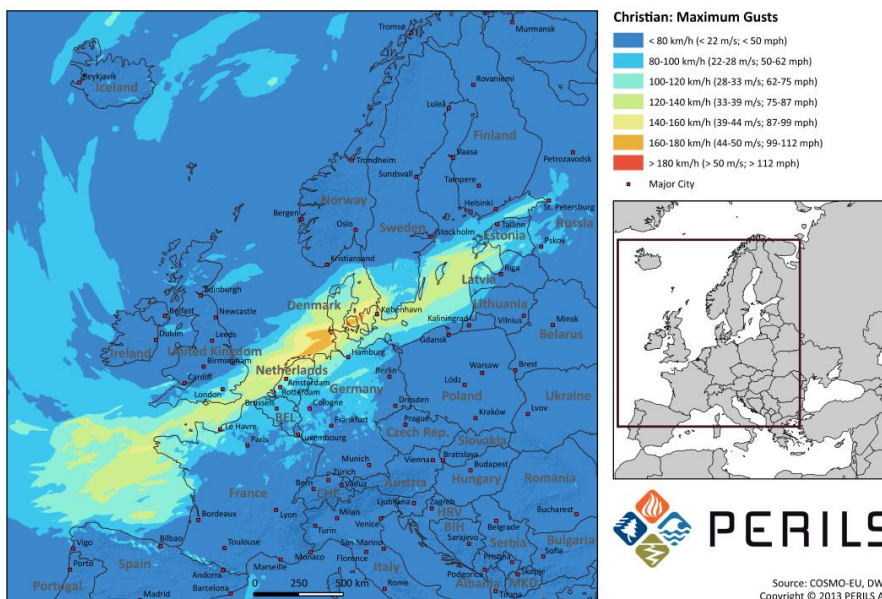 Christian: Maximum Gusts
< 80 km/h (< 22 m/s; < 50 mph)
80-100 km/h (22-28 m/s; 50-62 mph)
100-120 km/h (28-33 m/s; 62-75 mph)
120-140 km/h (33-39 m/s; 75-87 mph)
140-160 km/h (39-44 m/s; 87-99 mph)
160-180 km/h (44-50 m/s; 99-112 mph)
> 180 km/h (> 50 m/s; > 112 mph)
Major City
Tromsø
Murmansk
Reykjavik
Iceland
Rovaniemi
Luleå
Finland
Trondheim
Vaasa
Petrozavodsk
Sundsvall
Tampere
Norway
Helsinki
St. Petersburg
Bergen
Oslo
Sweden
Stockholm
Tallinn
Estonia
Russia
Pskov
Kristiansand
Riga
Latvia
Edinburgh
Denmark
København
Lithuania
Belfast
Newcastle
Kaliningrad
Vilnius
Minsk
Dublin
Leeds
Gdansk
Belarus
Ireland
United Kingdom
Hamburg
Birmingham
Netherlands
Warsaw
Brest
Cardiff
Amsterdam
Berlin
London
Rotterdam
Germany
Lódz
Poland
Ukraine
Brussels
Cologne
Dresden
BEL
Kraków
Lvov
Le Havre
Frankfurt
Prague
Paris
Luxembourg
Czech Rep.
Slovakia
Munich
Vienna
Bratislava
Zürich
Budapest
France
Bern
CHE
Vaduz
Austria
Hungary
Romania
Ljubljana
Zagreb
Lyon
Milan
HRV
Bordeaux
Venice
Belgrade
Bucharest
Turin
BIH
Vigo
Bilbao
Toulouse
San Marino
Sarajevo
Serbia
Bulgaria
Porto
Spain
Monaco
Florence
Pristina
Sofia
Marseille
Italy
Podgorica
Skopje
Portugal
Andorra
Rome
Albania
MKD
Madrid
Barcelona
0 250 500 km
Tirana
PERILS
Source: COSMO-EU, DW
Copyright © 2013 PERILS A